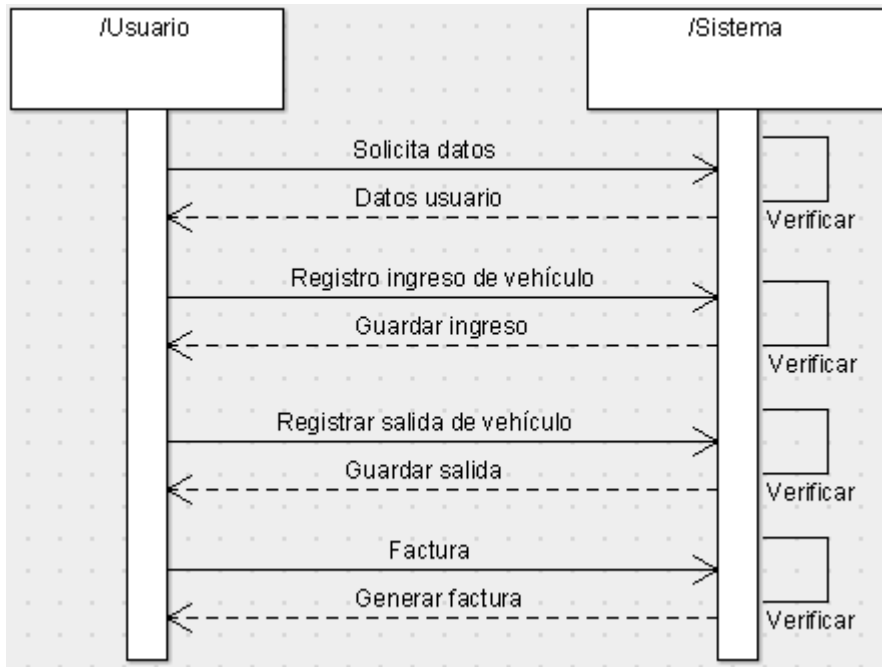 /Usuario
/Sistema
Solicita datos
Datos usuario
Verificar
Registro ingreso de vehículo
Guardar ingreso
Verificar
Registrar salida de vehículo
Guardar salida
Verificar
Factura
Generar factura
Verificar